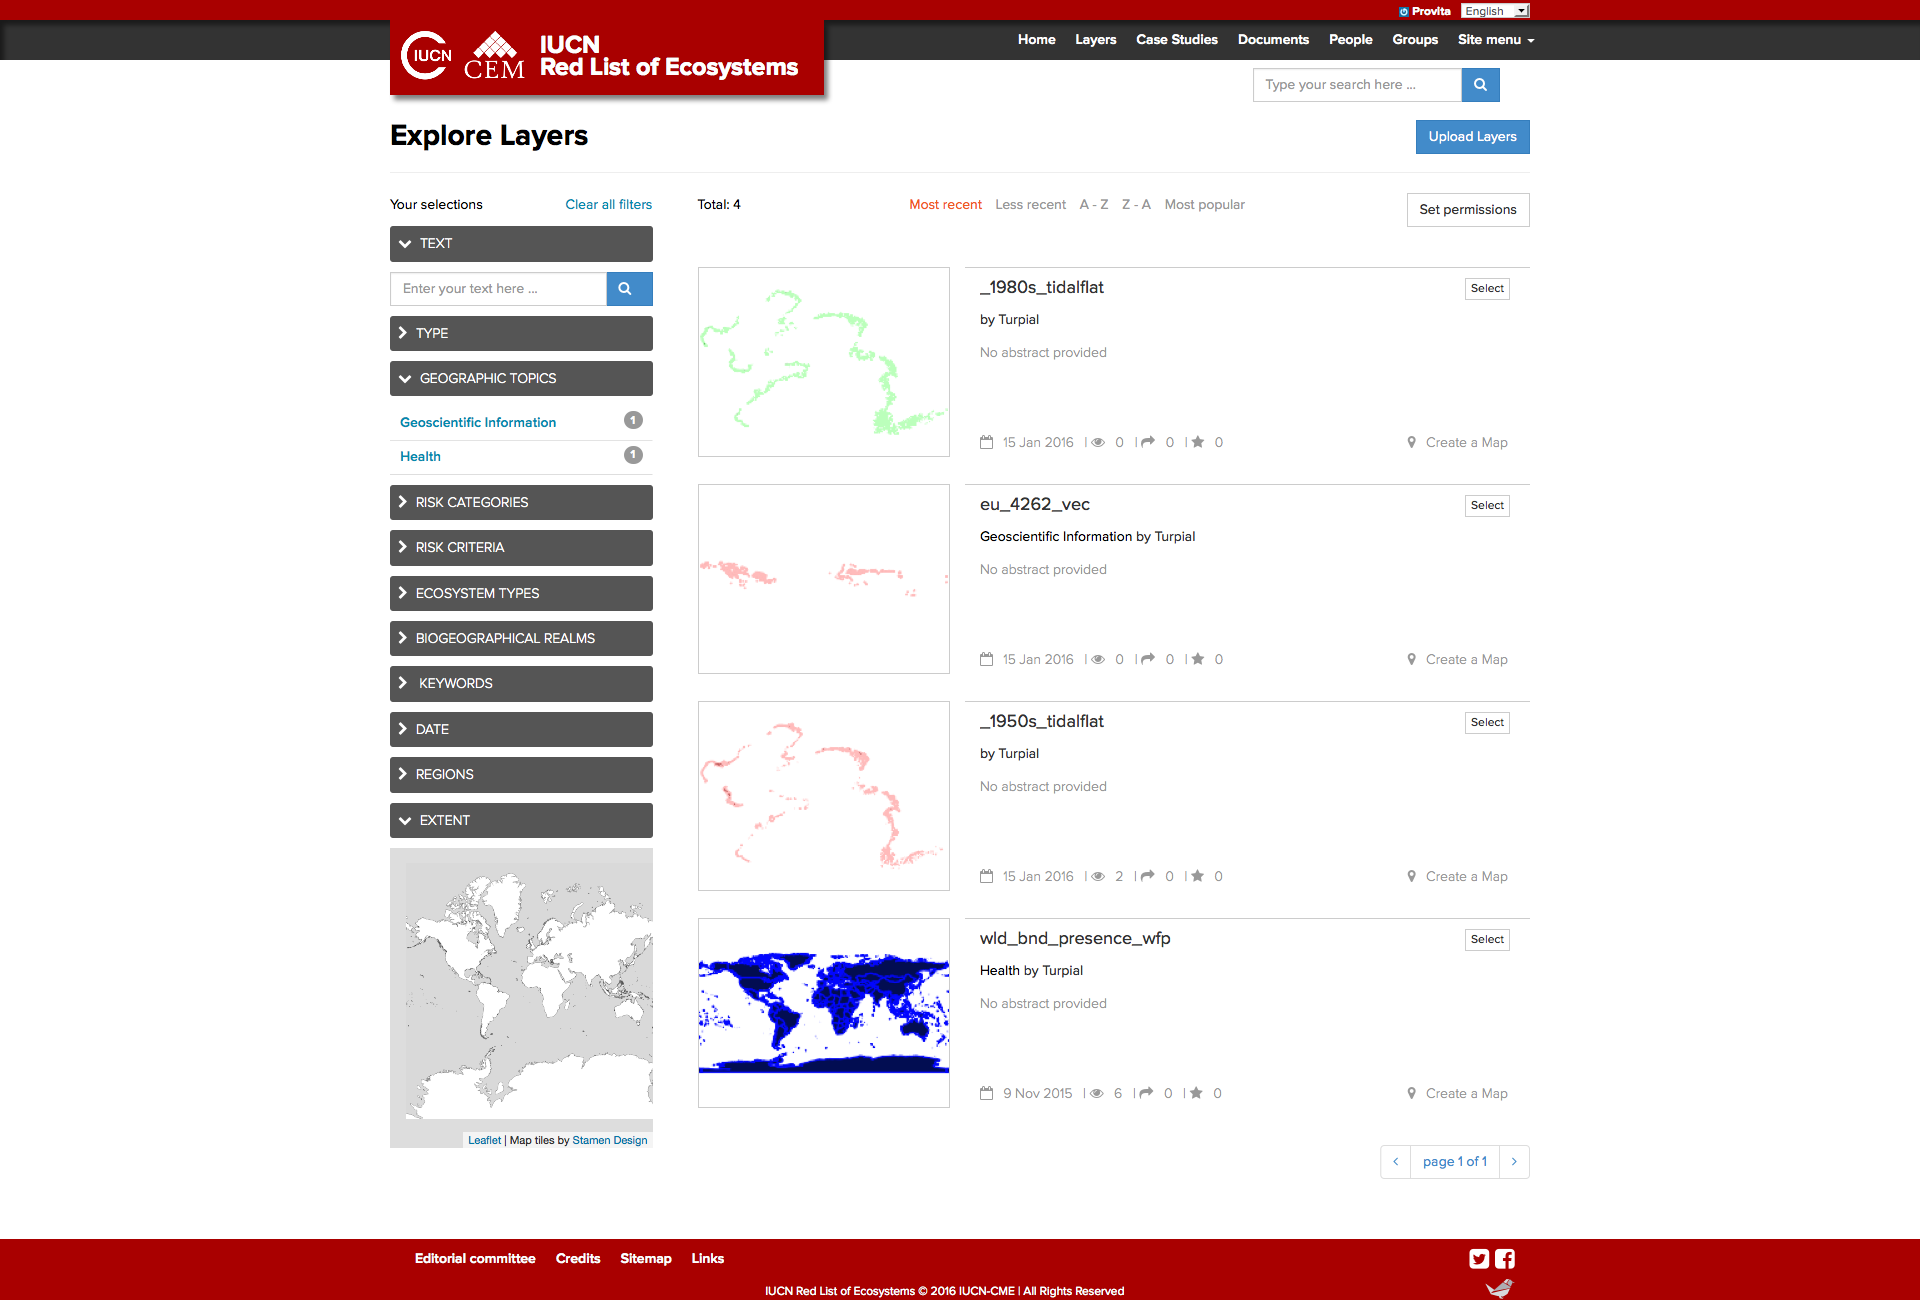 Provita English
IUCN CEM IUCN
Red List of Ecosystems
Home Layers Case Studies Documents People Groups Site menu
Type your search here ...
Explore Layers
Upload Layers
Your selections Clear all filters
Total: 4 Most recent Less recent A - Z Z - A Most popular
Set permissions
TEXT
Enter your text here ...
TYPE
GEOGRAPHIC TOPICS
Geoscientific Information 1
Health 1
RISK CATEGORIES
RISK CRITERIA
ECOSYSTEM TYPES
BIOGEOGRAPHICAL REALMS
KEYWORDS
DATE
REGIONS
EXTENT
Leaflet | Map tiles by Stamen Design
_1980s_tidalflat Select
by Turpial
No abstract provided
15 Jan 2016 | 0 | 0 | 0 Create a Map
eu_4262_vec Select
Geoscientific Information by Turpial
No abstract provided
15 Jan 2016 | 0 | 0 | 0 Create a Map
_1950s_tidalflat Select
by Turpial
No abstract provided
15 Jan 2016 | 2 | 0 | 0 Create a Map
wld_bnd_presence_wfp Select
Health by Turpial
No abstract provided
9 Nov 2015 | 6 | 0 | 0 Create a Map
page 1 of 1
Editorial committee Credits Sitemap Links
IUCN Red List of Ecosystems © 2016 IUCN-CME | All Rights Reserved